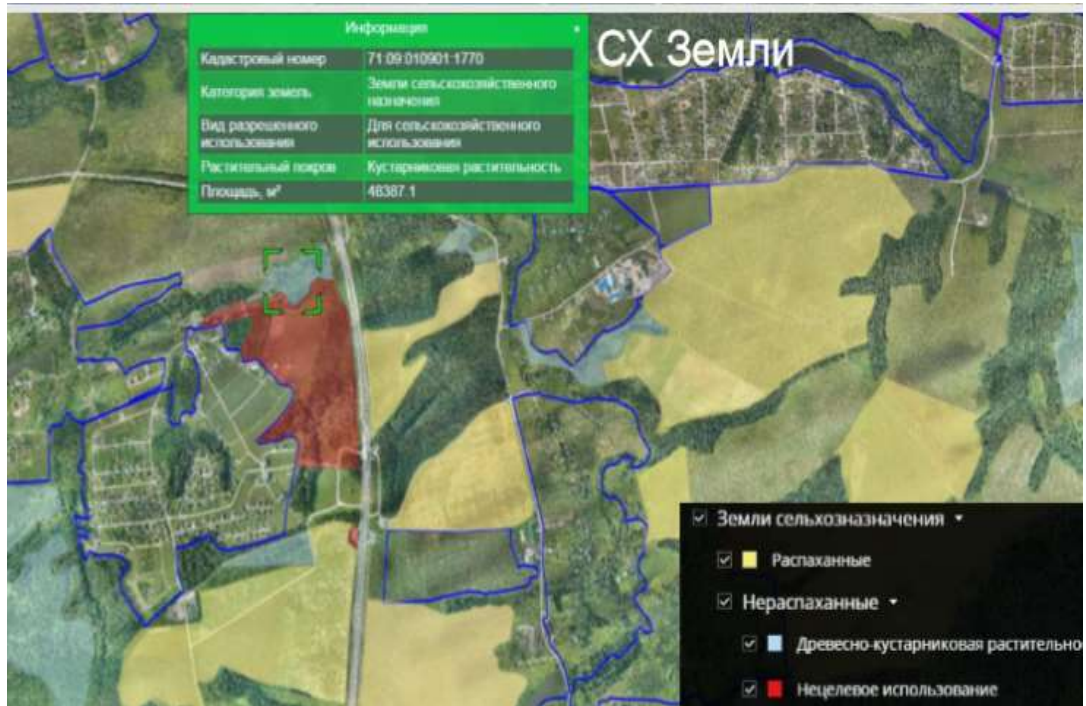 Информация
СХ Земли
Кадастровый номер 71:09:010901:1770
Категория земель Земли сельскохозяйственного
назначения
Вид разрешенного Для сельскохозяйственного
использования использования
Растительный покров Кустарниковая растительность
Площадь, м² 48387.1
Земли сельхозназначения
Распаханные
Нераспаханные
Древесно-кустарниковая растительно
Нецелевое использование